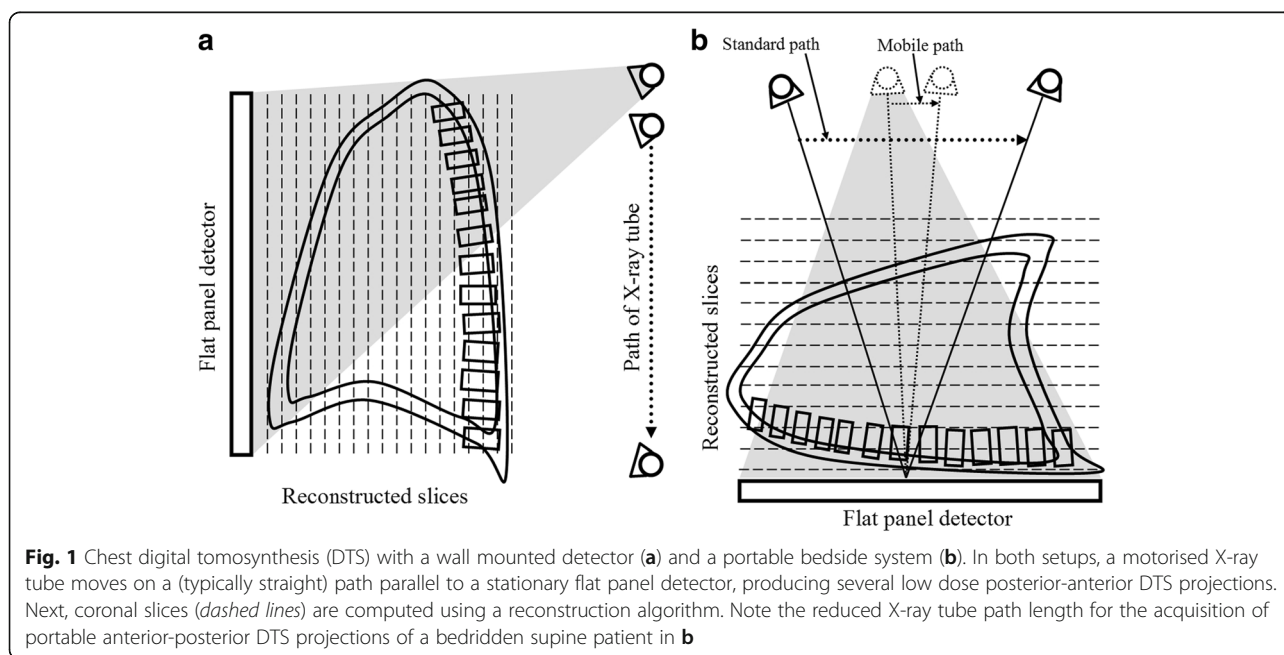 a
Flat panel detector
Reconstructed slices
Path of X-ray tube
b
Standard path
Mobile path
Reconstructed slices
Flat panel detector
Fig. 1 Chest digital tomosynthesis (DTS) with a wall mounted detector (a) and a portable bedside system (b). In both setups, a motorised X-ray
tube moves on a (typically straight) path parallel to a stationary flat panel detector, producing several low dose posterior-anterior DTS projections.
Next, coronal slices (dashed lines) are computed using a reconstruction algorithm. Note the reduced X-ray tube path length for the acquisition of
portable anterior-posterior DTS projections of a bedridden supine patient in b